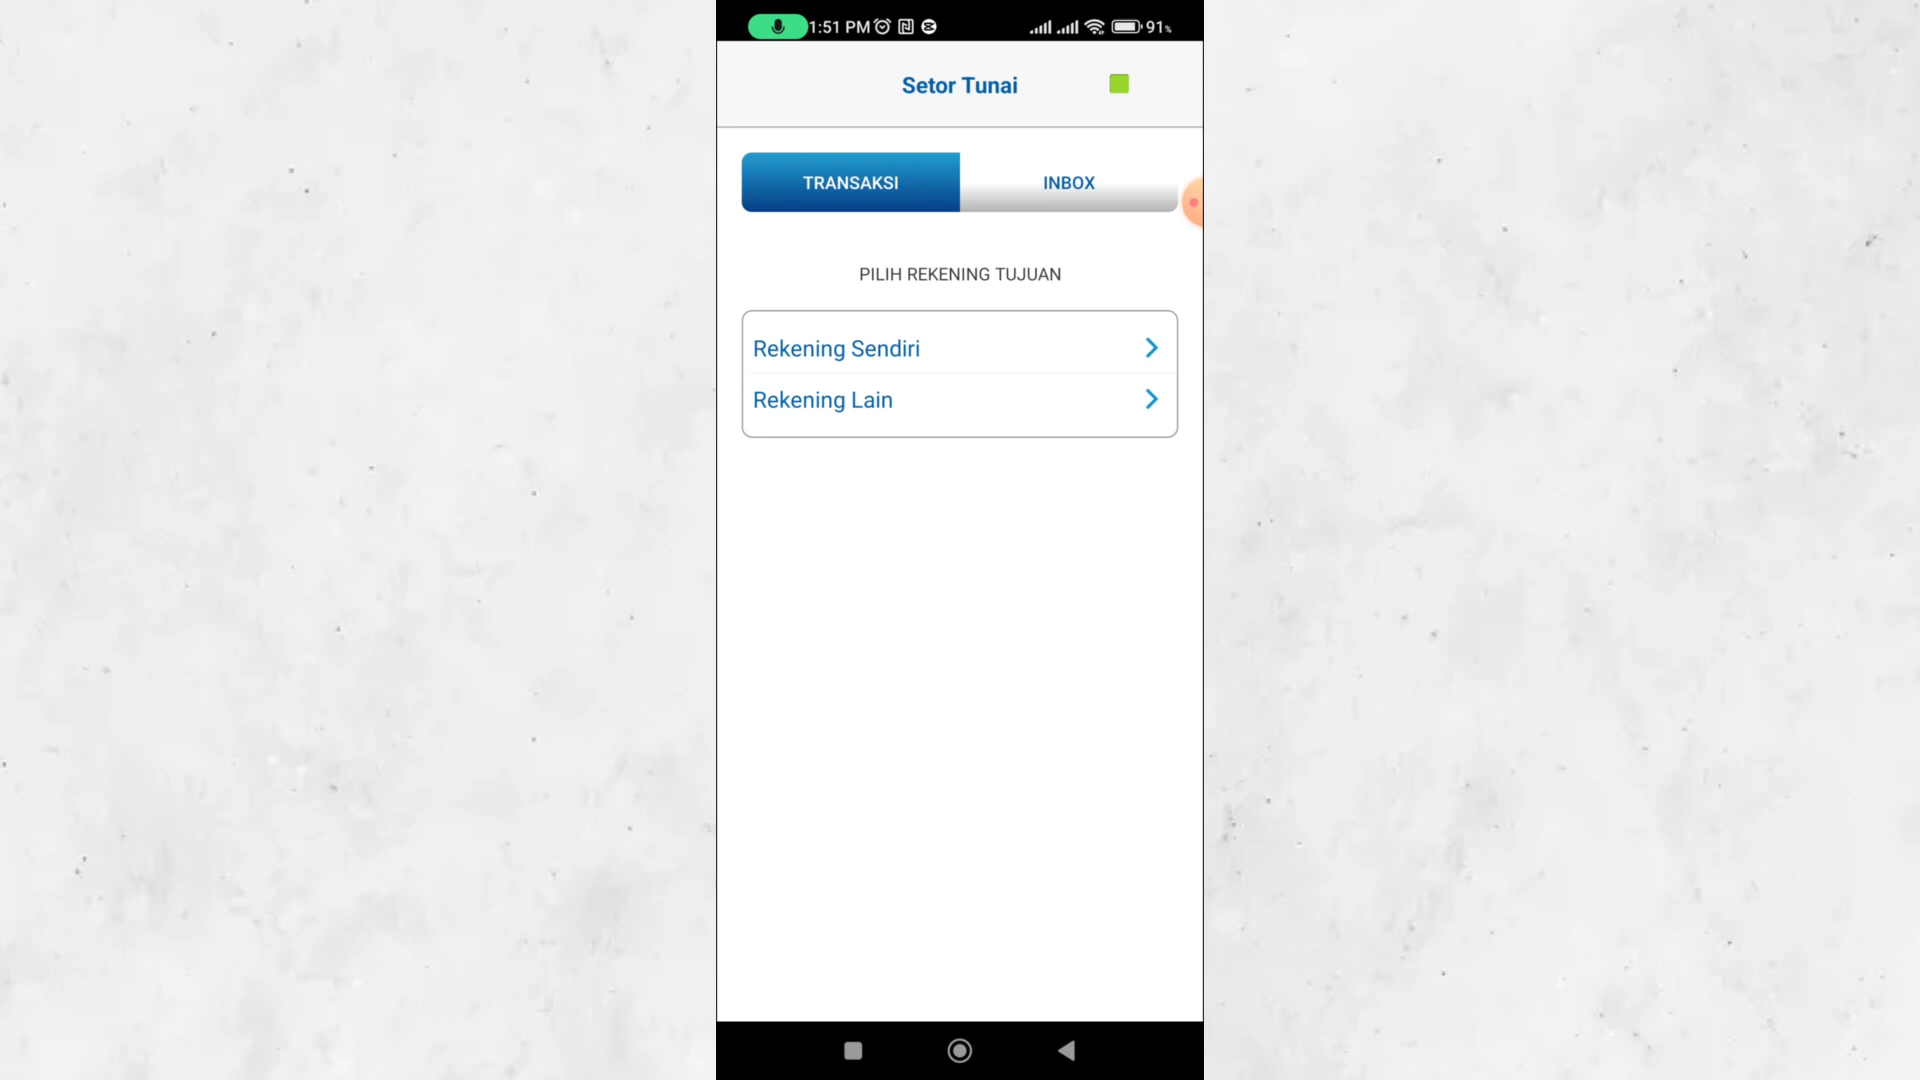 1:51 PM 91%
Setor Tunai
TRANSAKSI INBOX
PILIH REKENING TUJUAN
Rekening Sendiri
Rekening Lain